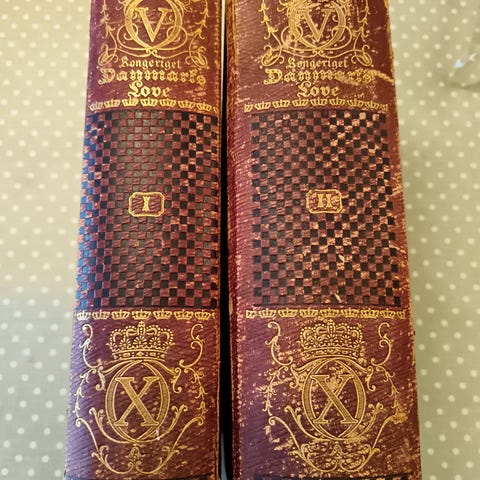 V
Kongeriget
Danmarks
Love
I
X
V
Kongeriget
Danmarks
Love
II
X